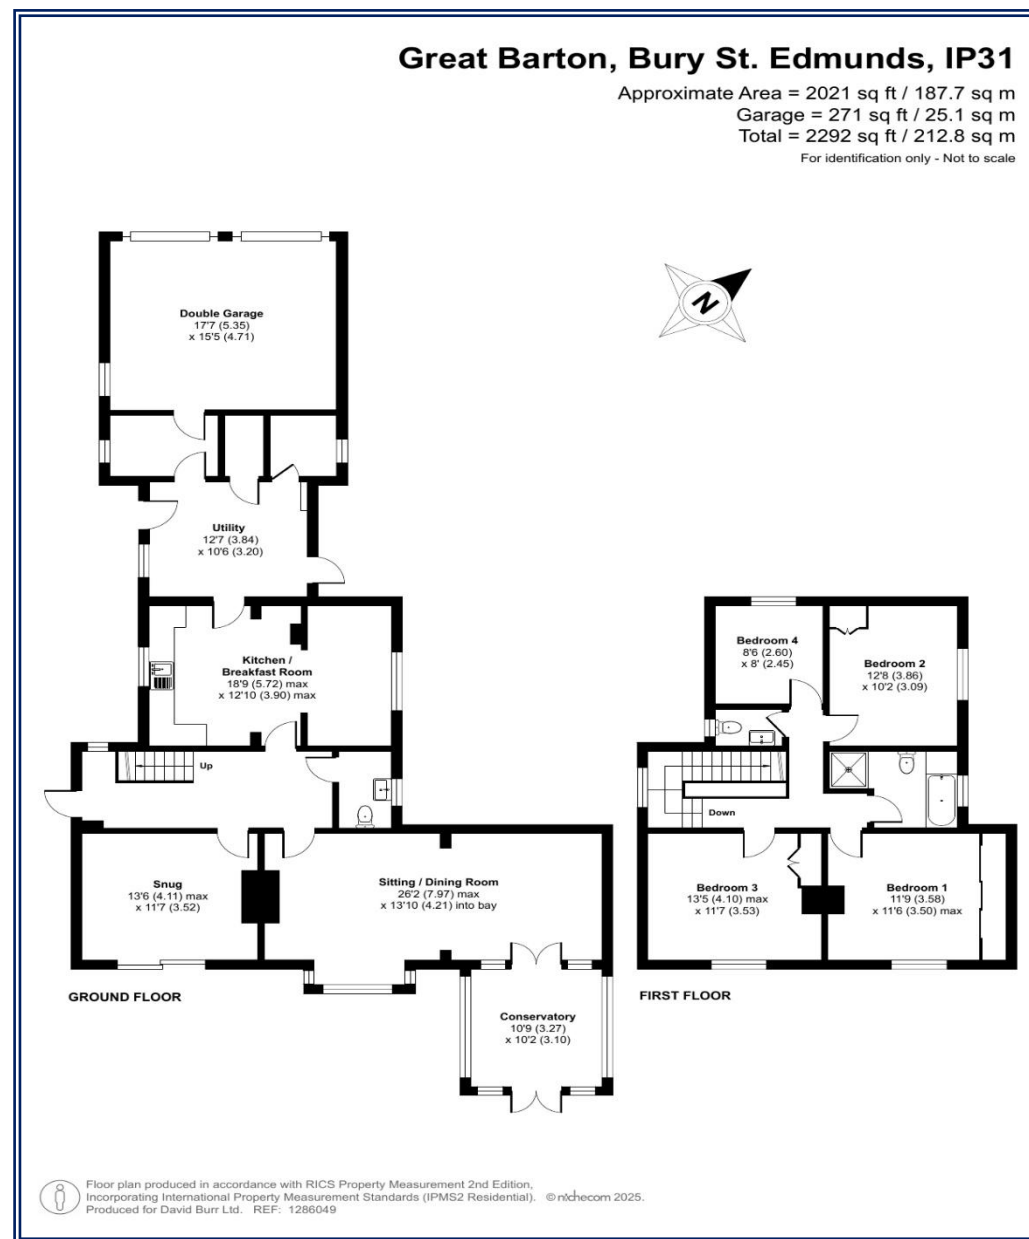 Great Barton, Bury St. Edmunds, IP31
Approximate Area = 2021 sq ft / 187.7 sq m
Garage = 271 sq ft / 25.1 sq m
Total = 2292 sq ft / 212.8 sq m
For identification only - Not to scale
N
Double Garage
17'7 (5.35)
x 15'5 (4.71)
Utility
12'7 (3.84)
x 10'6 (3.20)
Kitchen /
Breakfast Room
18'9 (5.72) max
x 12'10 (3.90) max
Up
Snug
13'6 (4.11) max
x 11'7 (3.52)
Sitting / Dining Room
26'2 (7.97) max
x 13'10 (4.21) into bay
Conservatory
10'9 (3.27)
x 10'2 (3.10)
GROUND FLOOR
Bedroom 4
8'6 (2.60)
x 8' (2.45)
Bedroom 2
12'8 (3.86)
x 10'2 (3.09)
Down
Bedroom 3
13'5 (4.10) max
x 11'7 (3.53)
Bedroom 1
11'9 (3.58)
x 11'6 (3.50) max
FIRST FLOOR
Floor plan produced in accordance with RICS Property Measurement 2nd Edition,
Incorporating International Property Measurement Standards (IPMS2 Residential). © nichecom 2025.
Produced for David Burr Ltd. REF: 1286049